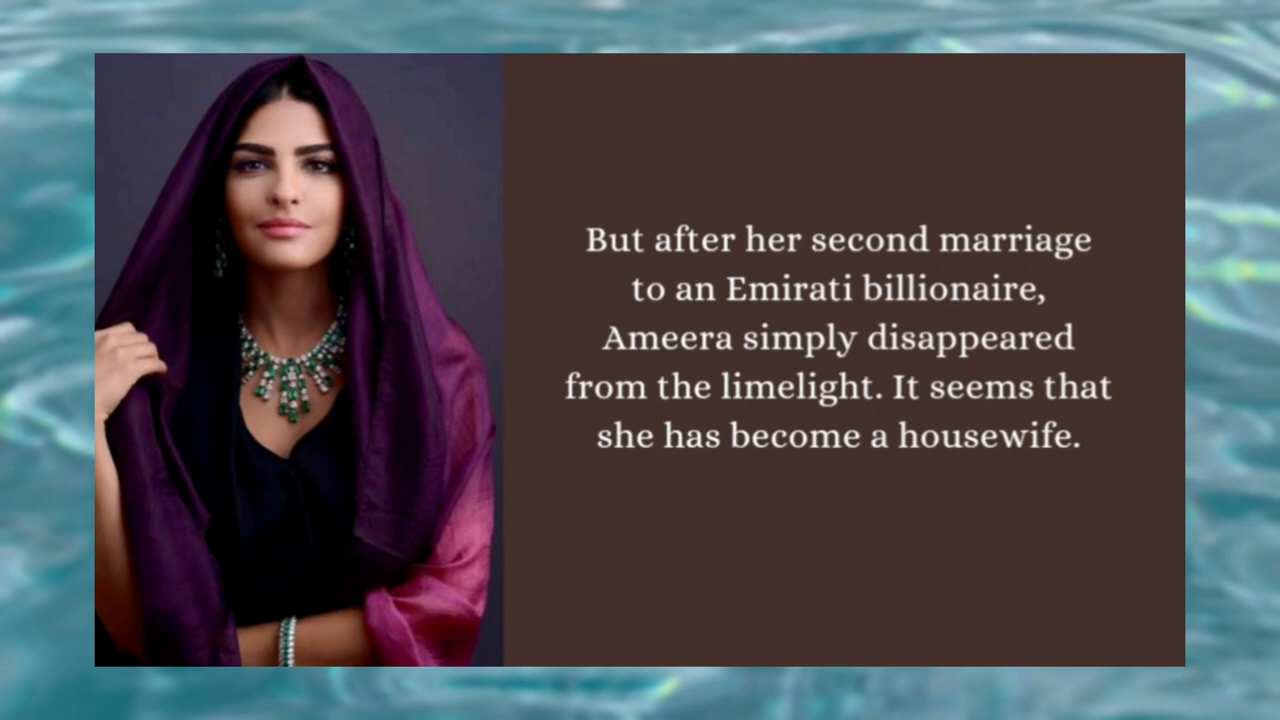 But after her second marriage
to an Emirati billionaire,
Ameera simply disappeared
from the limelight. It seems that
she has become a housewife.